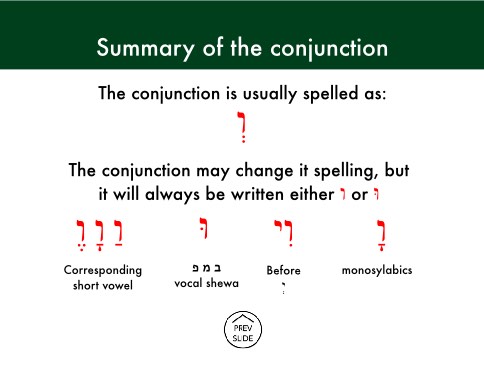 Summary of the conjunction
The conjunction is usually spelled as:
וְ
The conjunction may change it spelling, but
it will always be written either ו or וּ
וַ וָ וֶ
Corresponding
short vowel
וּ
ב מ פ
vocal shewa
וִי
Before
יְ
וָ
monosylabics
PREV
SLIDE